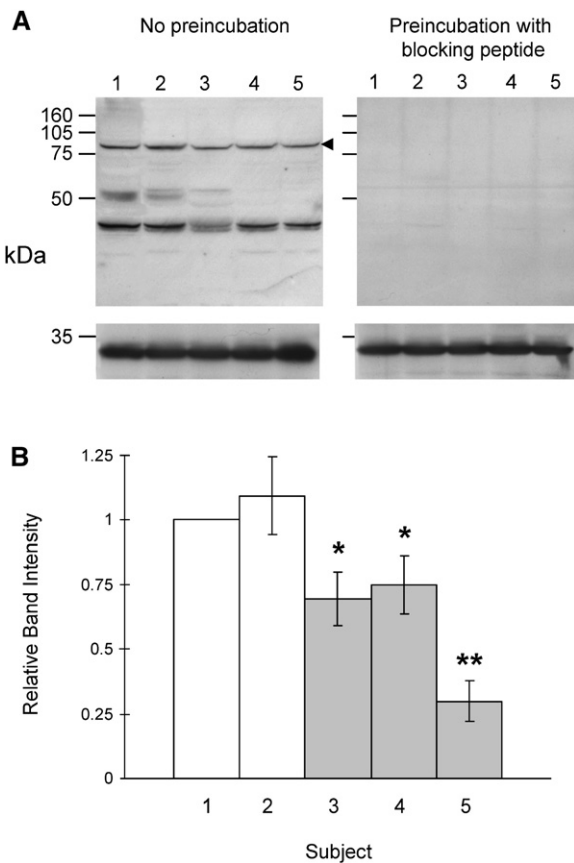 A
No preincubation
Preincubation with
blocking peptide
1 2 3 4 5
1 2 3 4 5
160
105
75
50
kDa
35
B
1.25
1
0.75
0.5
0.25
0
Relative Band Intensity
*
*
**
1 2 3 4 5
Subject